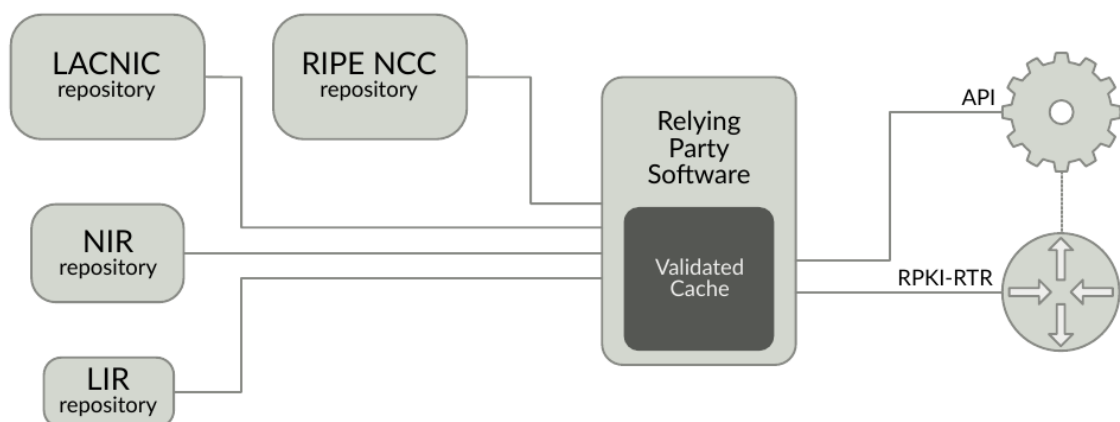 LACNIC
repository
RIPE NCC
repository
Relying
Party
Software
API
NIR
repository
Validated
Cache
RPKI-RTR
LIR
repository